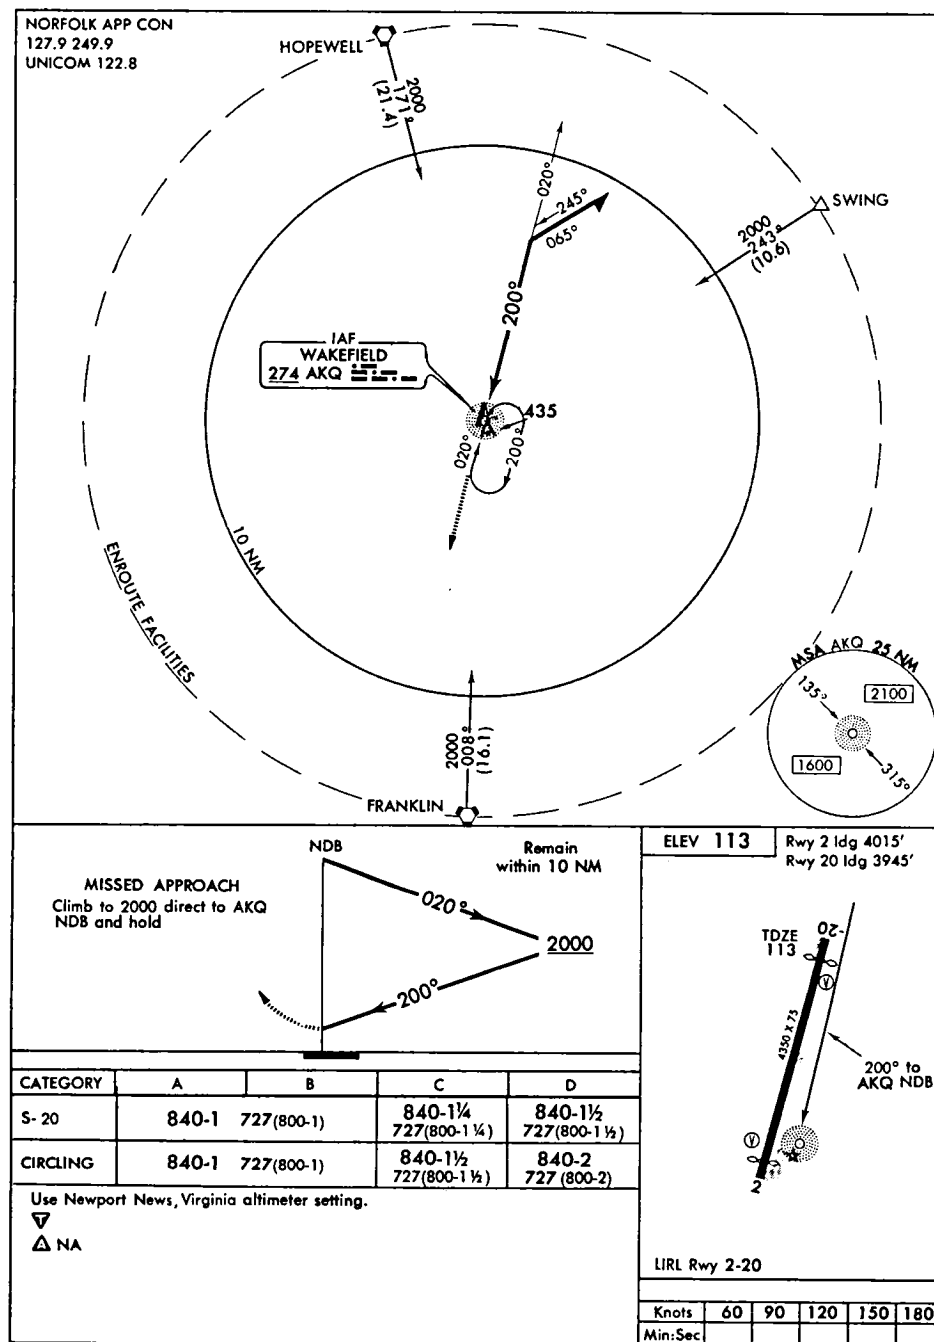 NORFOLK APP CON
127.9 249.9
UNICOM 122.8
HOPEWELL
2000
171°
(21.4)
020°
245°
065°
SWING
2000
243°
(10.6)
200°
IAF
WAKEFIELD
274 AKQ
435
020°
200°
10 NM
ENROUTE FACILITIES
MSA AKQ 25 NM
135°
2100
1600
315°
2000
008°
(16.1)
FRANKLIN
NDB
Remain
within 10 NM
MISSED APPROACH
Climb to 2000 direct to AKQ
NDB and hold
020°
2000
200°
ELEV 113
Rwy 2 ldg 4015'
Rwy 20 ldg 3945'
TDZE
113
20
V
4350 X 75
200° to
AKQ NDB
V
2
LIRL Rwy 2-20
CATEGORY A B C D
S-20 840-1 727(800-1) 840-1¼ 840-1½
727(800-1¼) 727(800-1½)
CIRCLING 840-1 727(800-1) 840-1½ 840-2
727(800-1½) 727 (800-2)
Use Newport News, Virginia altimeter setting.
T
A NA
Knots 60 90 120 150 180
Min:Sec